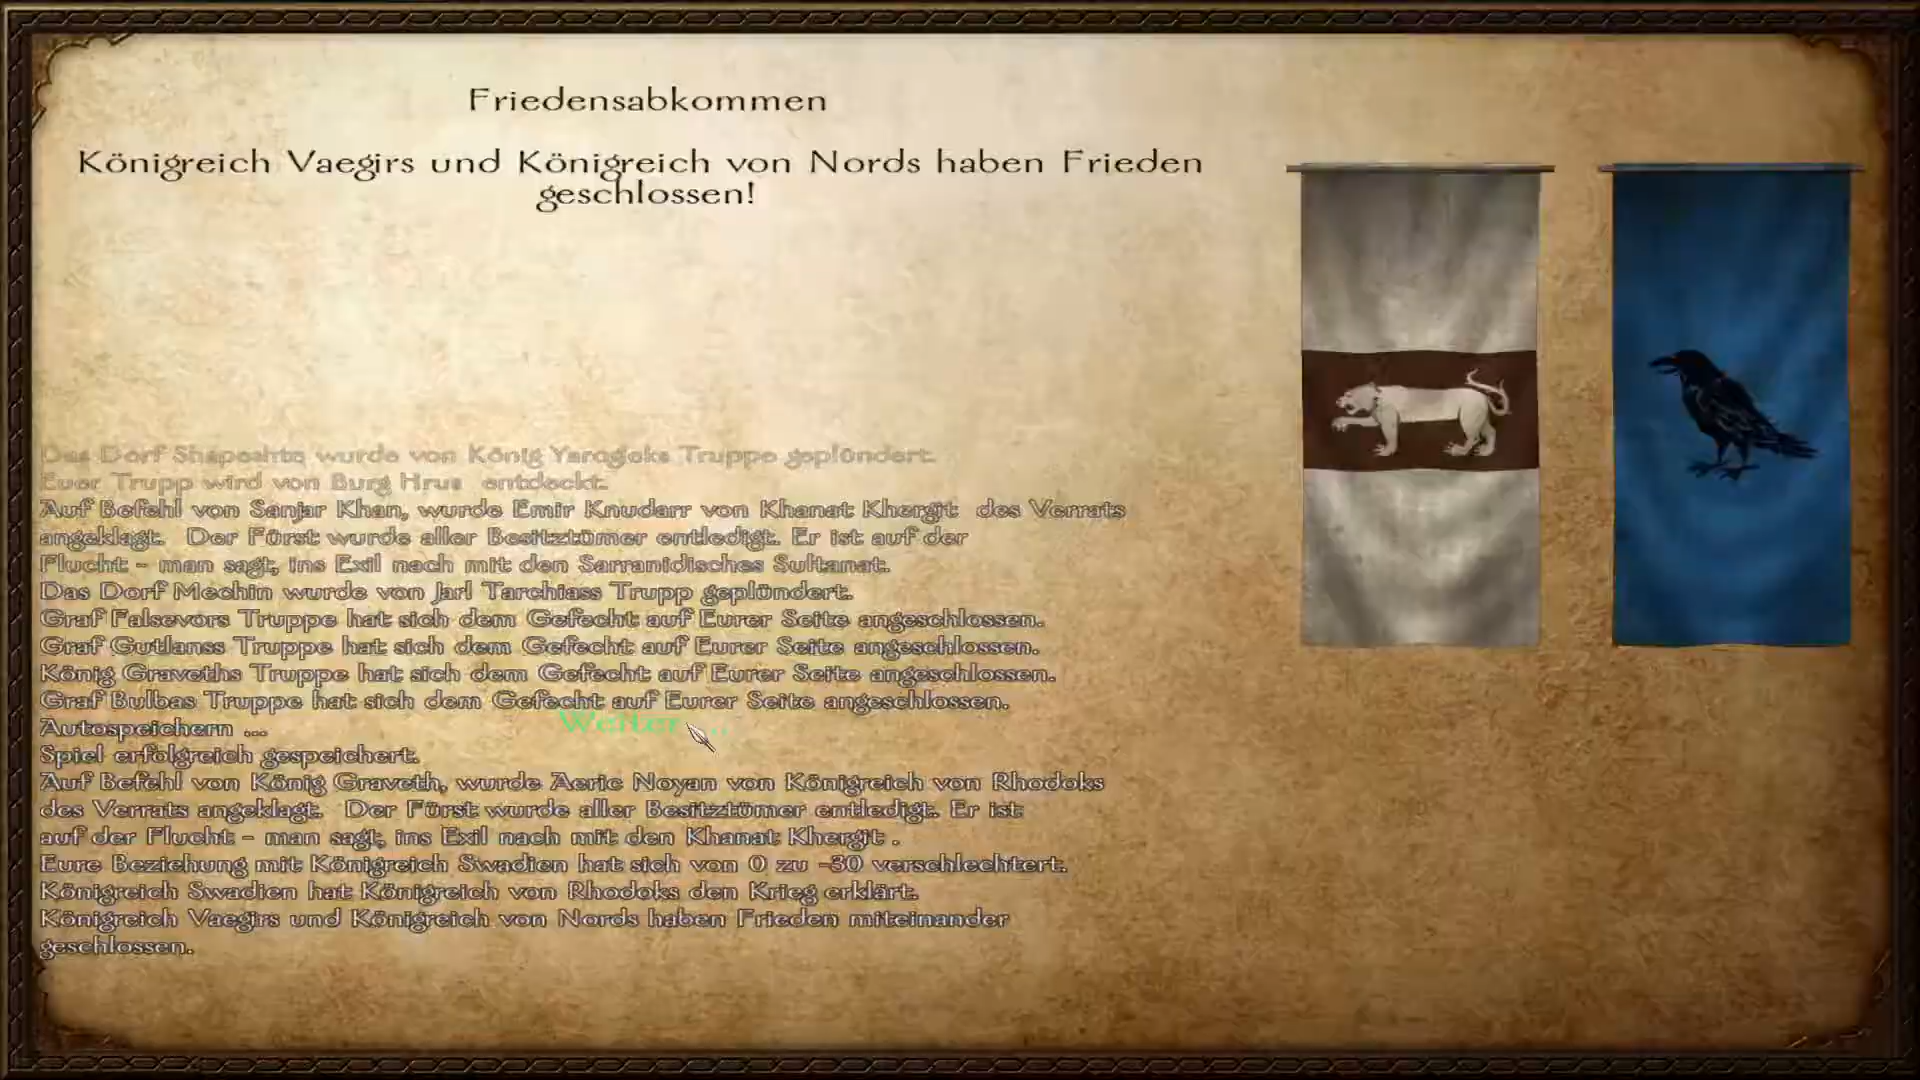 Friedensabkommen
Königreich Vaegirs und Königreich von Nords haben Frieden
geschlossen!
Das Dorf Shapeshte wurde von König Yarogleks Truppe geplündert.
Euer Trupp wird von Burg Hrus entdeckt.
Auf Befehl von Sanjar Khan, wurde Emir Knudarr von Khanat Khergit des Verrats
angeklagt. Der Fürst wurde aller Besitztümer entledigt. Er ist auf der
Flucht - man sagt, ins Exil nach mit den Sarranidisches Sultanat.
Das Dorf Mechin wurde von Jarl Tarchiass Trupp geplündert.
Graf Falsevors Truppe hat sich dem Gefecht auf Eurer Seite angeschlossen.
Graf Gutlanss Truppe hat sich dem Gefecht auf Eurer Seite angeschlossen.
König Graveths Truppe hat sich dem Gefecht auf Eurer Seite angeschlossen.
Graf Bulbas Truppe hat sich dem Gefecht auf Eurer Seite angeschlossen.
Weiter ...
Autospeichern ...
Spiel erfolgreich gespeichert.
Auf Befehl von König Graveth, wurde Aeric Noyan von Königreich von Rhodoks
des Verrats angeklagt. Der Fürst wurde aller Besitztümer entledigt. Er ist
auf der Flucht - man sagt, ins Exil nach mit den Khanat Khergit .
Eure Beziehung mit Königreich Swadien hat sich von 0 zu -30 verschlechtert.
Königreich Swadien hat Königreich von Rhodoks den Krieg erklärt.
Königreich Vaegirs und Königreich von Nords haben Frieden miteinander
geschlossen.